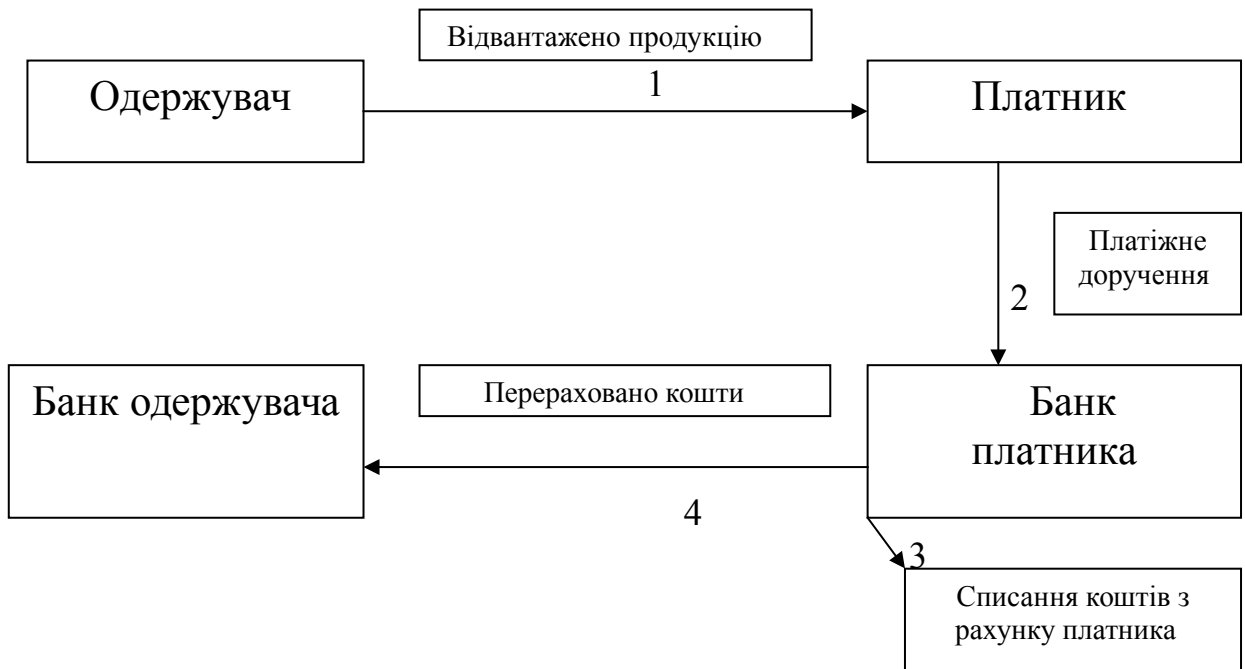 Відвантажено продукцію
1
Одержувач
Платник
Платіжне
доручення
2
Банк одержувача
Перераховано кошти
Банк
платника
4
3
Списання коштів з
рахунку платника